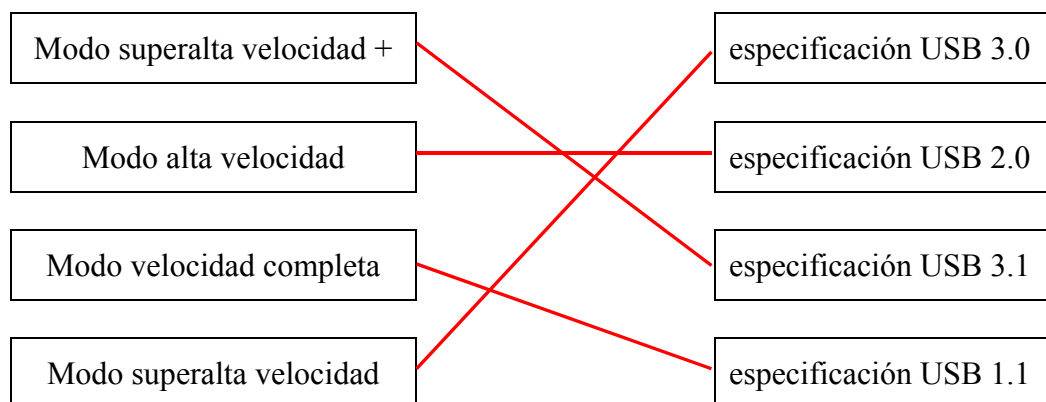 Modo superalta velocidad +
especificación USB 3.0
Modo alta velocidad
especificación USB 2.0
Modo velocidad completa
especificación USB 3.1
Modo superalta velocidad
especificación USB 1.1